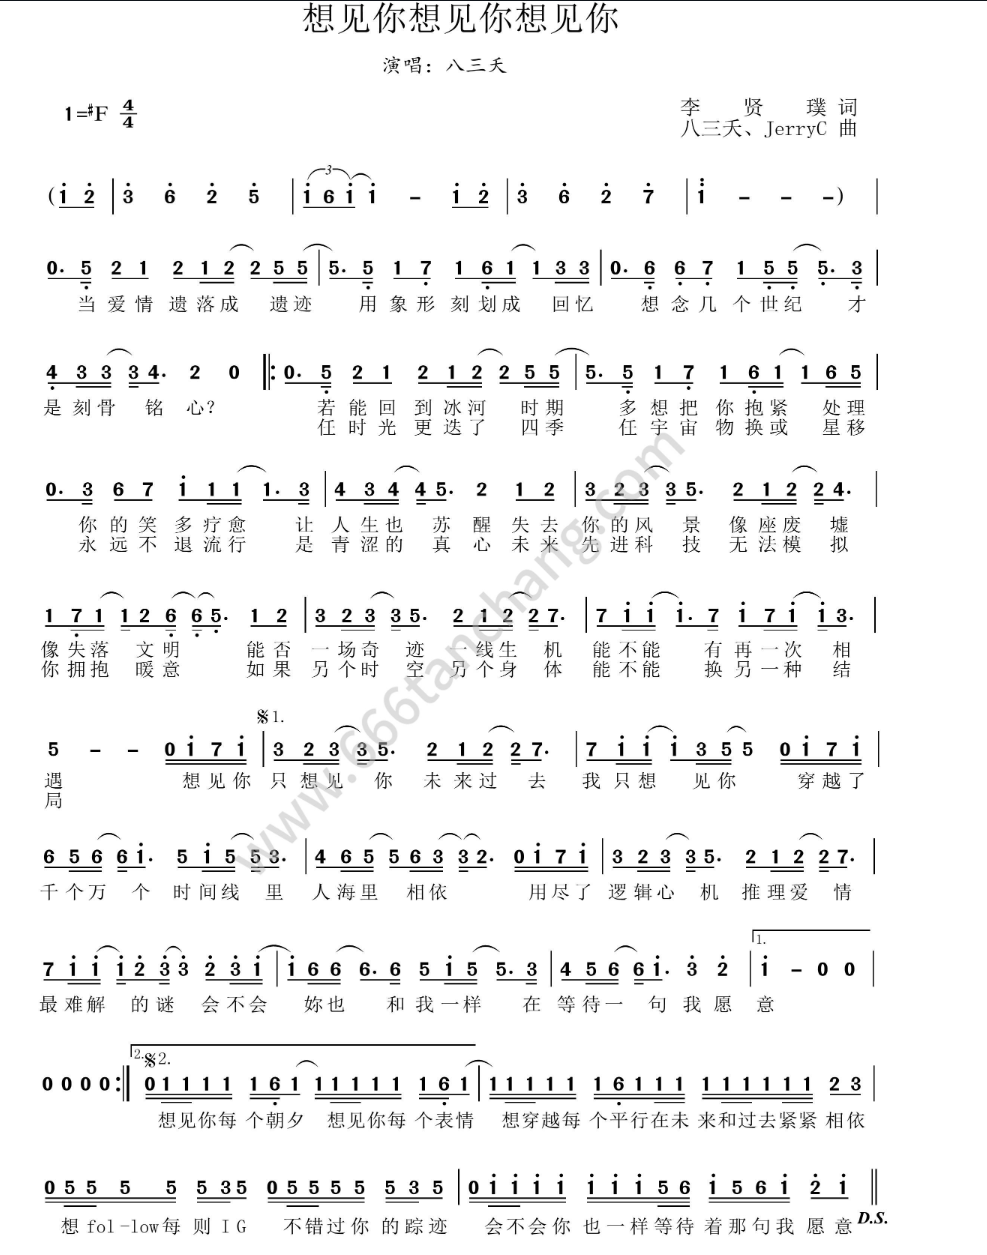 想见你想见你想见你
演唱：八三夭
1=#F 4/4
李 贤 璞 词
八三夭、JerryC 曲
(1 2 | 3 6 2 5 | 1 6 1 1 - 1 2 | 3 6 2 7 | 1 - - -) |
0. 5 2 1 2 1 2 2 5 5 | 5. 5 1 7 1 6 1 1 3 3 | 0. 6 6 7 1 5 5 5. 3 |
当 爱 情 遗 落 成 遗 迹 用 象 形 刻 划 成 回 忆 想 念 几 个 世 纪 才
4 3 3 3 4. 2 0 ‖: 0. 5 2 1 2 1 2 2 5 5 | 5. 5 1 7 1 6 1 1 6 5 |
是 刻 骨 铭 心？ 若 能 回 到 冰 河 时 期 多 想 把 你 抱 紧 处 理
任 时 光 更 迭 了 四 季 任 宇 宙 物 换 或 星 移
0. 3 6 7 1 1 1 1. 3 | 4 3 4 4 5. 2 1 2 | 3 2 3 3 5. 2 1 2 2 4. |
你 的 笑 多 疗 愈 让 人 生 也 苏 醒 失 去 你 的 风 景 像 座 废 墟
永 远 不 退 流 行 是 青 涩 的 真 心 未 来 先 进 科 技 无 法 模 拟
1 7 1 1 2 6 6 5. 1 2 | 3 2 3 3 5. 2 1 2 2 7. | 7 1 1 1. 7 1 7 1 1 3. |
像 失 落 文 明 能 否 一 场 奇 迹 一 线 生 机 能 不 能 有 再 一 次 相
你 拥 抱 暖 意 如 果 另 个 时 空 另 个 身 体 能 不 能 换 另 一 种 结
𝄋1.
5 - - 0 1 7 1 | 3 2 3 3 5. 2 1 2 2 7. | 7 1 1 1 3 5 5 0 1 7 1 |
遇 想 见 你 只 想 见 你 未 来 过 去 我 只 想 见 你 穿 越 了
局
6 5 6 6 1. 5 1 5 5 3. | 4 6 5 5 6 3 3 2. 0 1 7 1 | 3 2 3 3 5. 2 1 2 2 7. |
千 个 万 个 时 间 线 里 人 海 里 相 依 用 尽 了 逻 辑 心 机 推 理 爱 情
1.
7 1 1 1 2 3 3 2 3 1 | 1 6 6 6. 6 5 1 5 5. 3 | 4 5 6 6 1. 3 2 | 1 - 0 0 |
最 难 解 的 谜 会 不 会 妳 也 和 我 一 样 在 等 待 一 句 我 愿 意
2. 𝄋2.
0 0 0 0 :‖ 0 1 1 1 1 1 6 1 1 1 1 1 1 1 6 1 | 1 1 1 1 1 1 6 1 1 1 1 1 1 1 1 1 2 3 |
想见你每 个朝夕 想见你每 个表情 想穿越每 个平行在未 来和过去紧紧 相依
0 5 5 5 5 5 3 5 0 5 5 5 5 5 3 5 | 0 1 1 1 1 1 1 1 5 6 1 5 6 1 2 1 ‖
想 fol-low每 则 I G 不错过你 的踪迹 会不会你 也一样等待 着那句我 愿意
D.S.
www.666tanchang.com